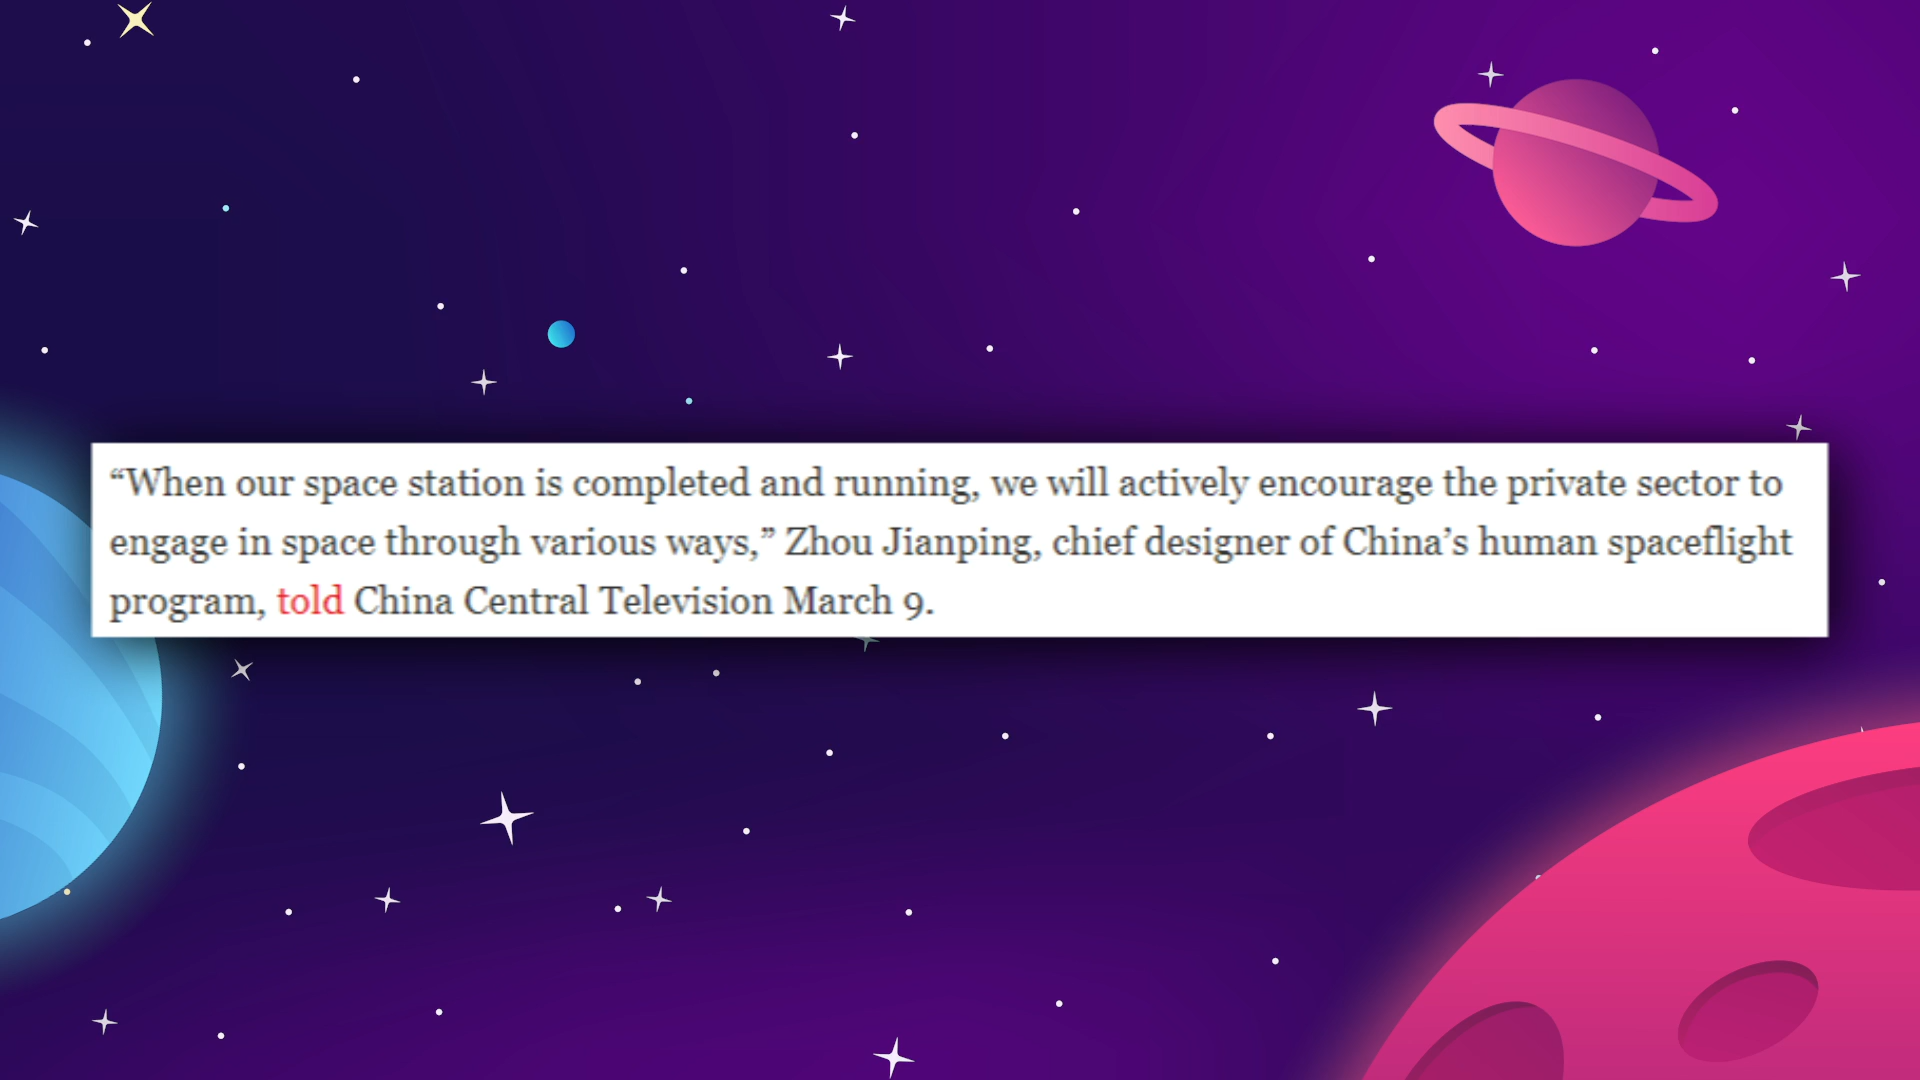 “When our space station is completed and running, we will actively encourage the private sector to
engage in space through various ways,” Zhou Jianping, chief designer of China’s human spaceflight
program, told China Central Television March 9.